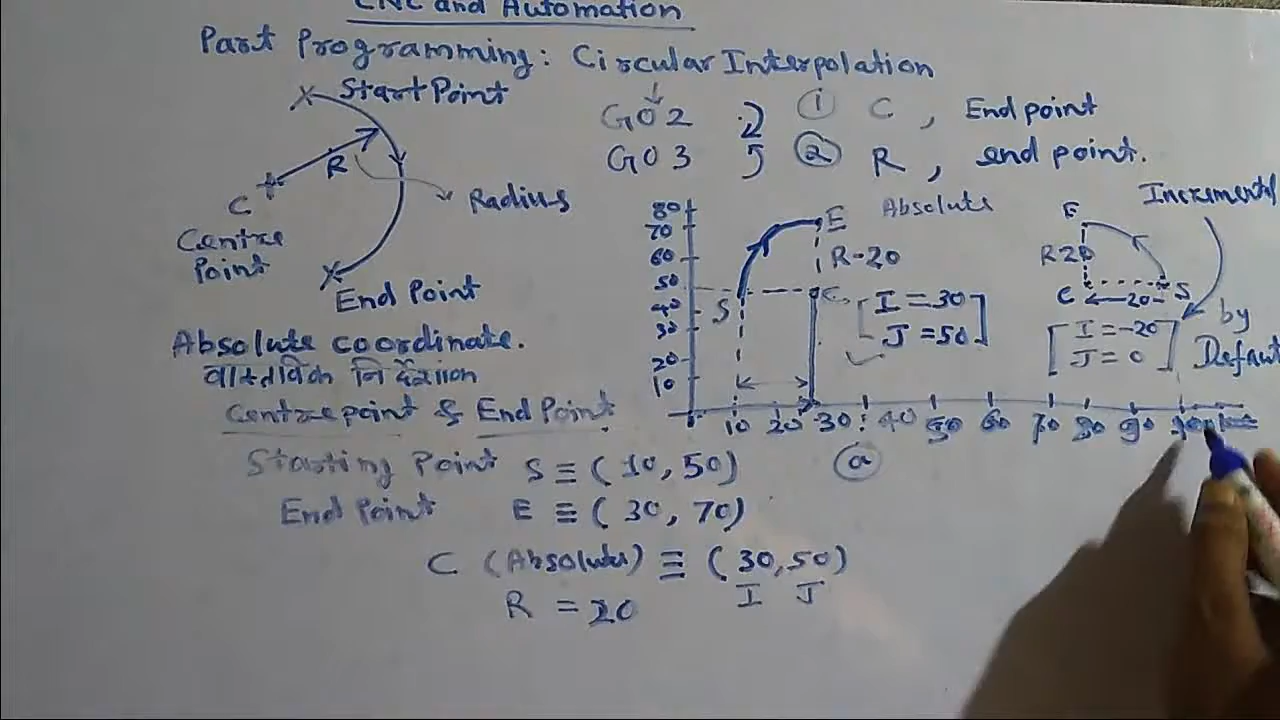 CNC and Automation
Part Programming: Circular Interpolation
Start Point
R
C
Centre Point
Radius
End Point
G02 ① C, End point
G03 ② R, end point.
80
70
60
50
40
30
20
10
E Absolute
R-20
S
C
I = 30
J = 50
10 20 30 40 50 60 70 80 90 100
a
Incremental
E
R20
C 20 S
I = -20
J = 0
by
Defau
Absolute coordinate.
वास्तविक निर्देशान
Centre point & End Point
Starting Point S ≡ (10, 50)
End Point E ≡ (30, 70)
C (Absolute) ≡ (30, 50)
I J
R = 20